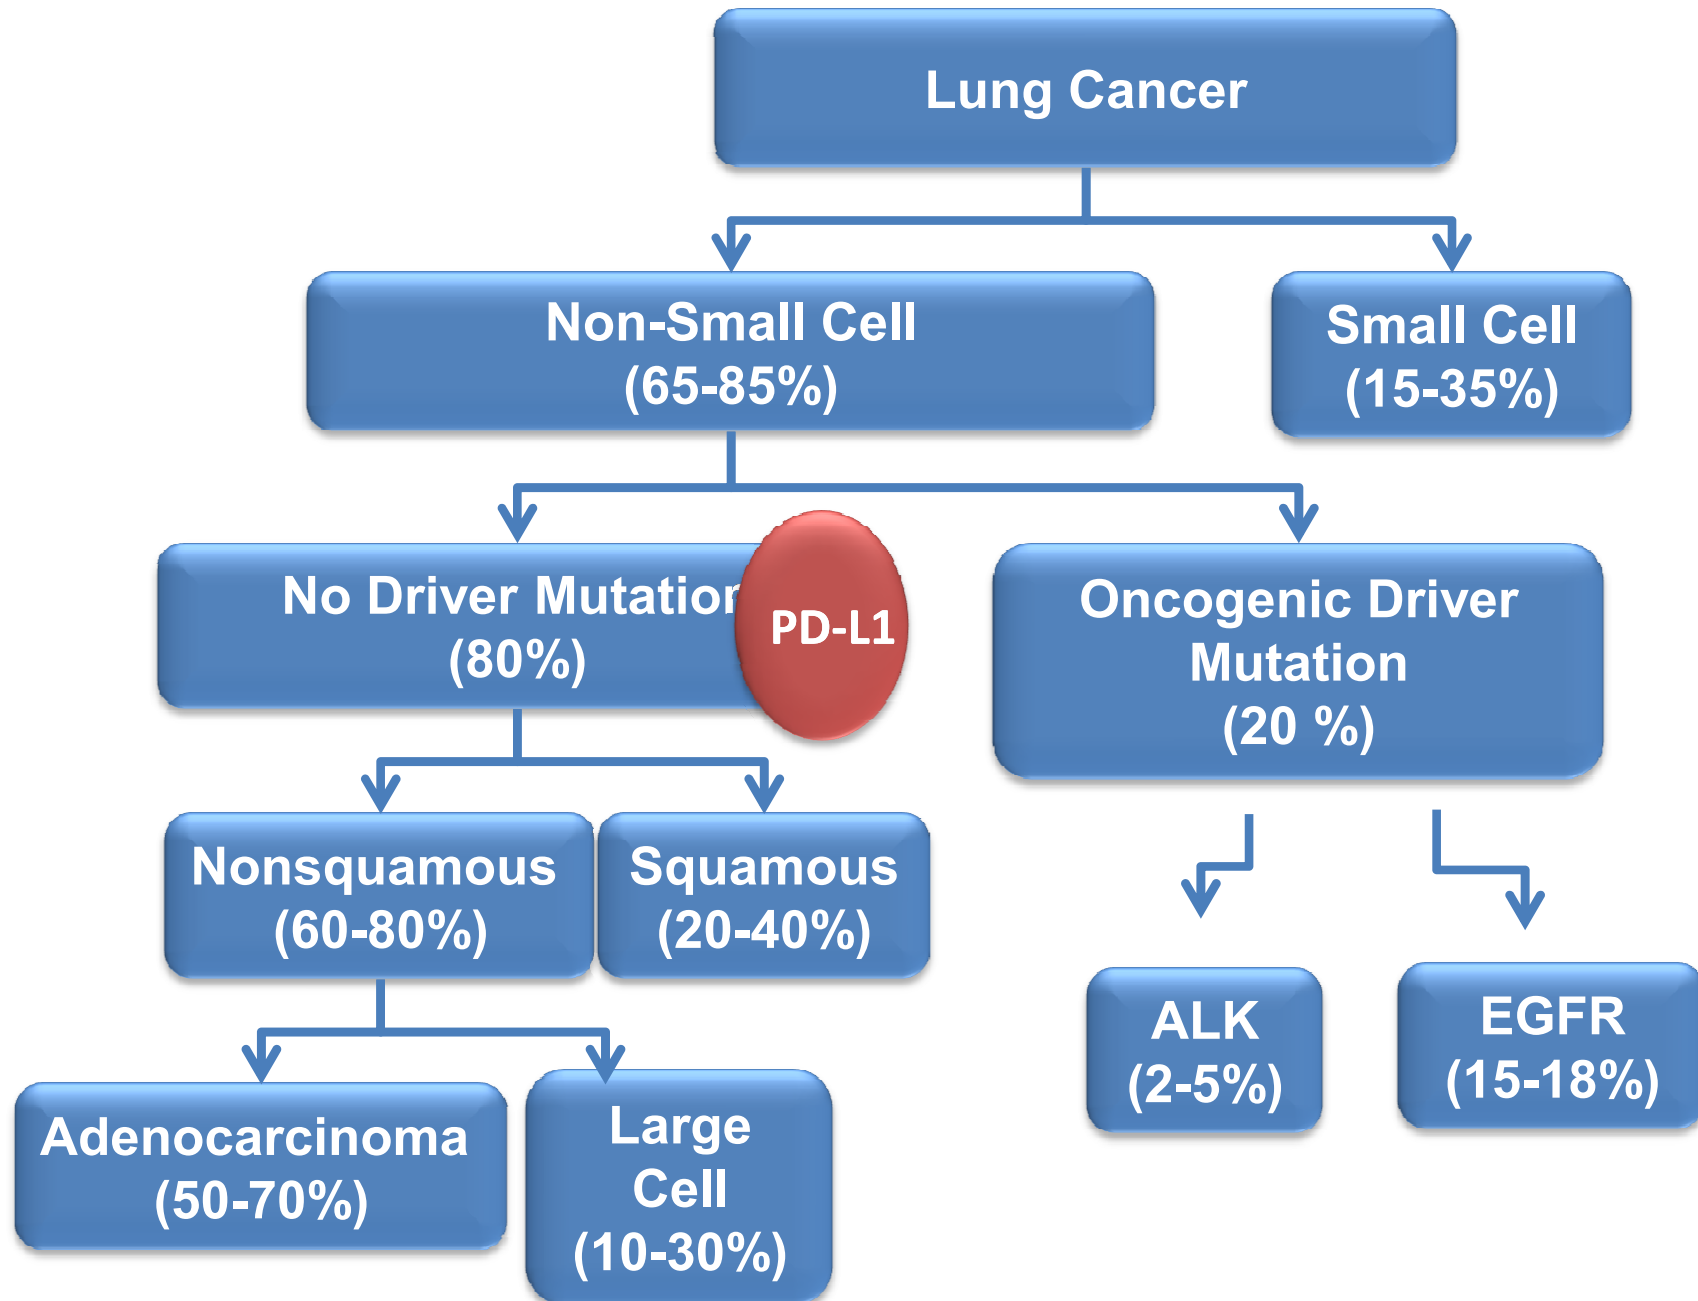 Lung Cancer
Non-Small Cell
(65-85%)
Small Cell
(15-35%)
No Driver Mutation
(80%)
PD-L1
Oncogenic Driver
Mutation
(20 %)
Nonsquamous
(60-80%)
Squamous
(20-40%)
ALK
(2-5%)
EGFR
(15-18%)
Adenocarcinoma
(50-70%)
Large
Cell
(10-30%)